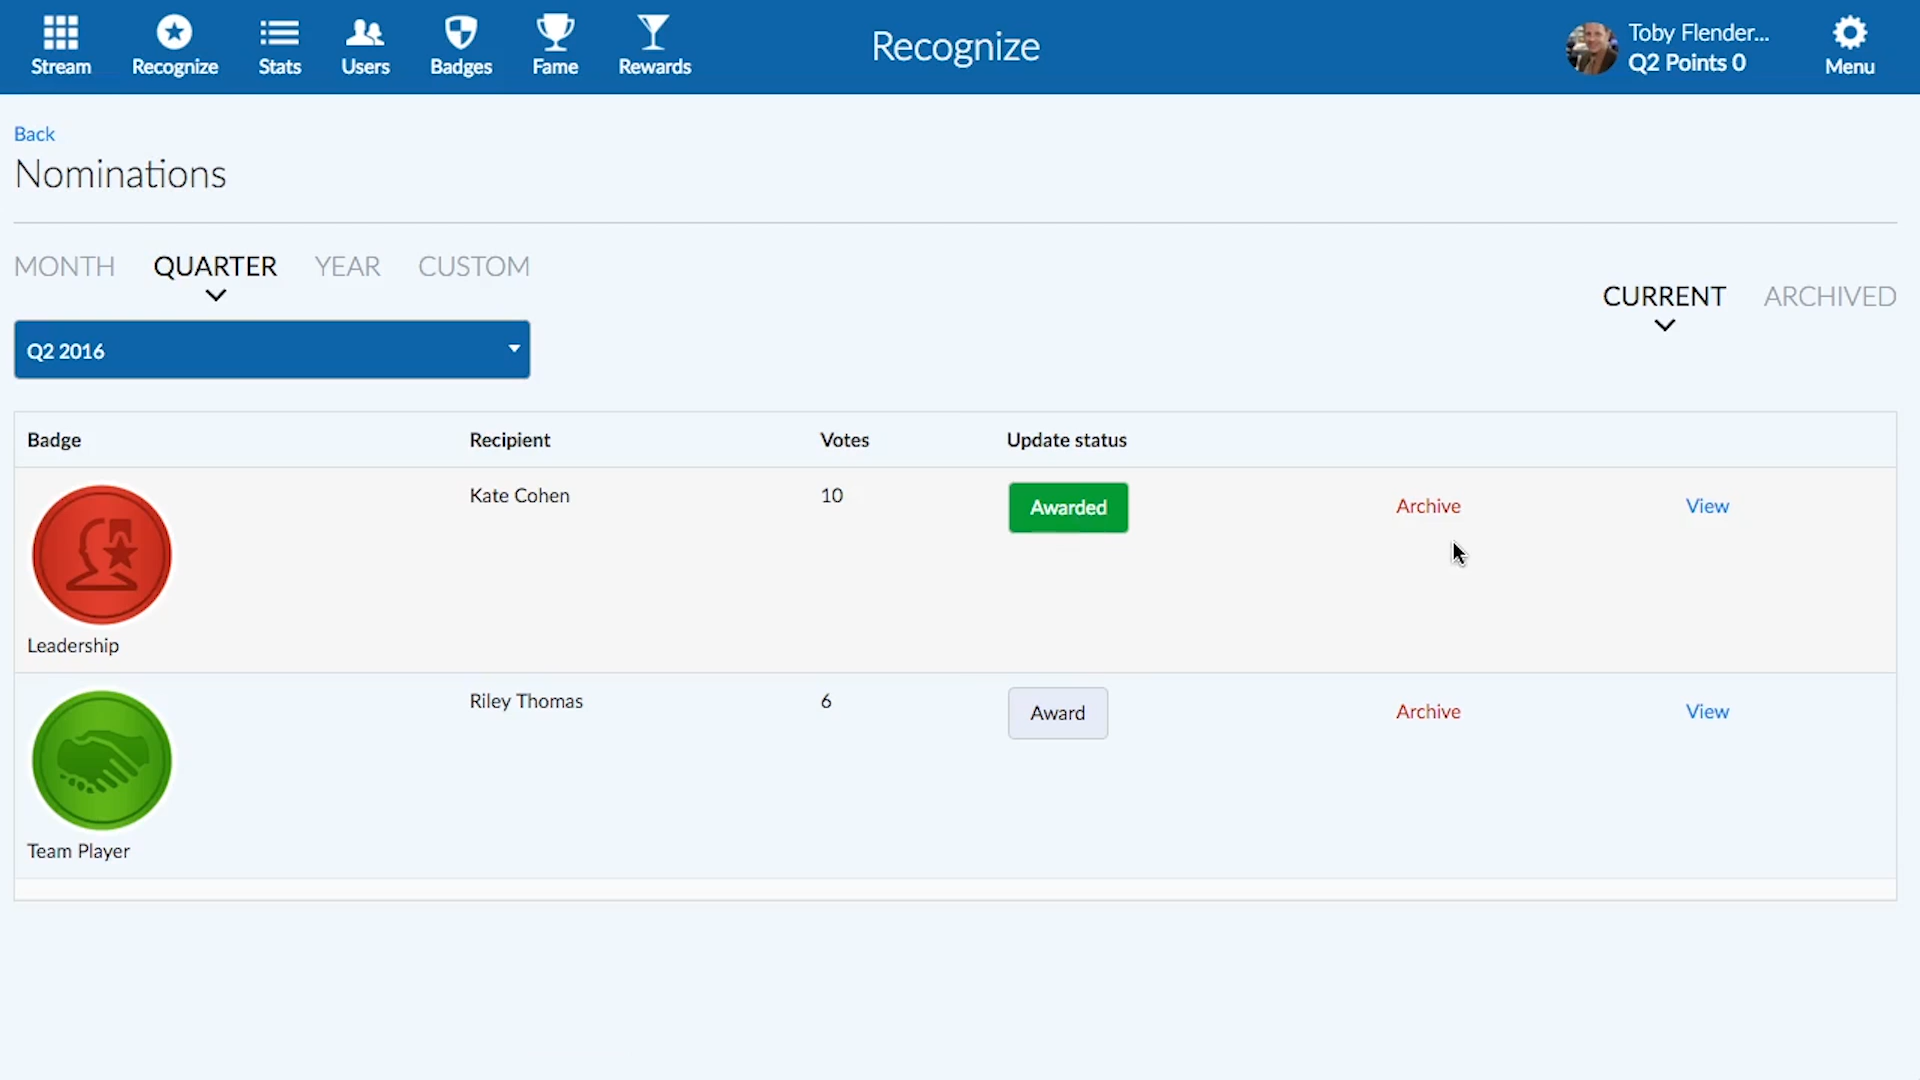 Stream
Recognize
Stats
Users
Badges
Fame
Rewards
Recognize
Toby Flender...
Q2 Points 0
Menu
Back
Nominations
MONTH
QUARTER
YEAR
CUSTOM
CURRENT
ARCHIVED
Q2 2016
Badge
Recipient
Votes
Update status
Kate Cohen
10
Awarded
Archive
View
Leadership
Riley Thomas
6
Award
Archive
View
Team Player